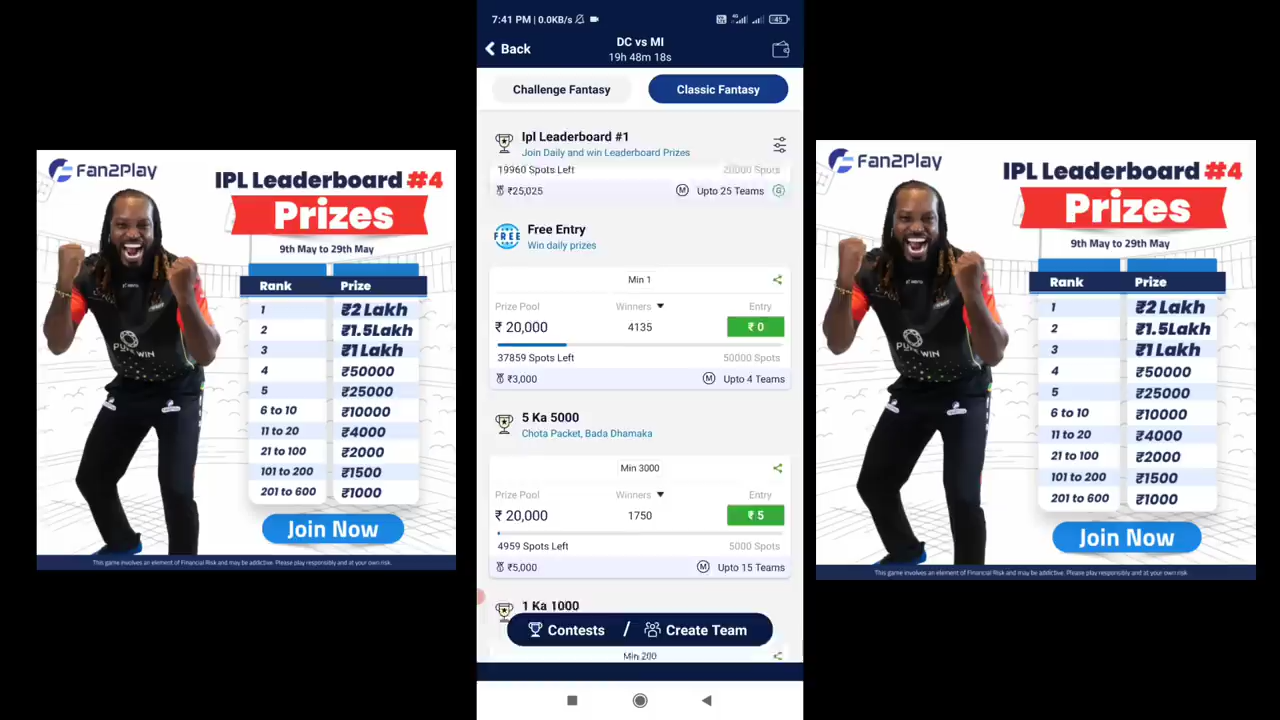 Fan2Play
IPL Leaderboard #4
Prizes
9th May to 29th May
Rank Prize
1 ₹2 Lakh
2 ₹1.5Lakh
3 ₹1 Lakh
4 ₹50000
5 ₹25000
6 to 10 ₹10000
11 to 20 ₹4000
21 to 100 ₹2000
101 to 200 ₹1500
201 to 600 ₹1000
Join Now
This game involves an element of Financial Risk and may be addictive. Please play responsibly and at your own risk.
PURE WIN
7:41 PM | 0.0KB/s 4G 45
Back
DC vs MI
19h 48m 18s
Challenge Fantasy Classic Fantasy
Ipl Leaderboard #1
Join Daily and win Leaderboard Prizes
19960 Spots Left 20000 Spots
₹25,025 M Upto 25 Teams G
FREE Free Entry
Win daily prizes
Min 1
Prize Pool Winners Entry
₹ 20,000 4135 ₹ 0
37859 Spots Left 50000 Spots
₹3,000 M Upto 4 Teams
5 Ka 5000
Chota Packet, Bada Dhamaka
Min 3000
Prize Pool Winners Entry
₹ 20,000 1750 ₹ 5
4959 Spots Left 5000 Spots
₹5,000 M Upto 15 Teams
1 Ka 1000
Contests / Create Team
Min 200
Fan2Play
IPL Leaderboard #4
Prizes
9th May to 29th May
Rank Prize
1 ₹2 Lakh
2 ₹1.5Lakh
3 ₹1 Lakh
4 ₹50000
5 ₹25000
6 to 10 ₹10000
11 to 20 ₹4000
21 to 100 ₹2000
101 to 200 ₹1500
201 to 600 ₹1000
Join Now
This game involves an element of Financial Risk and may be addictive. Please play responsibly and at your own risk.
PURE WIN